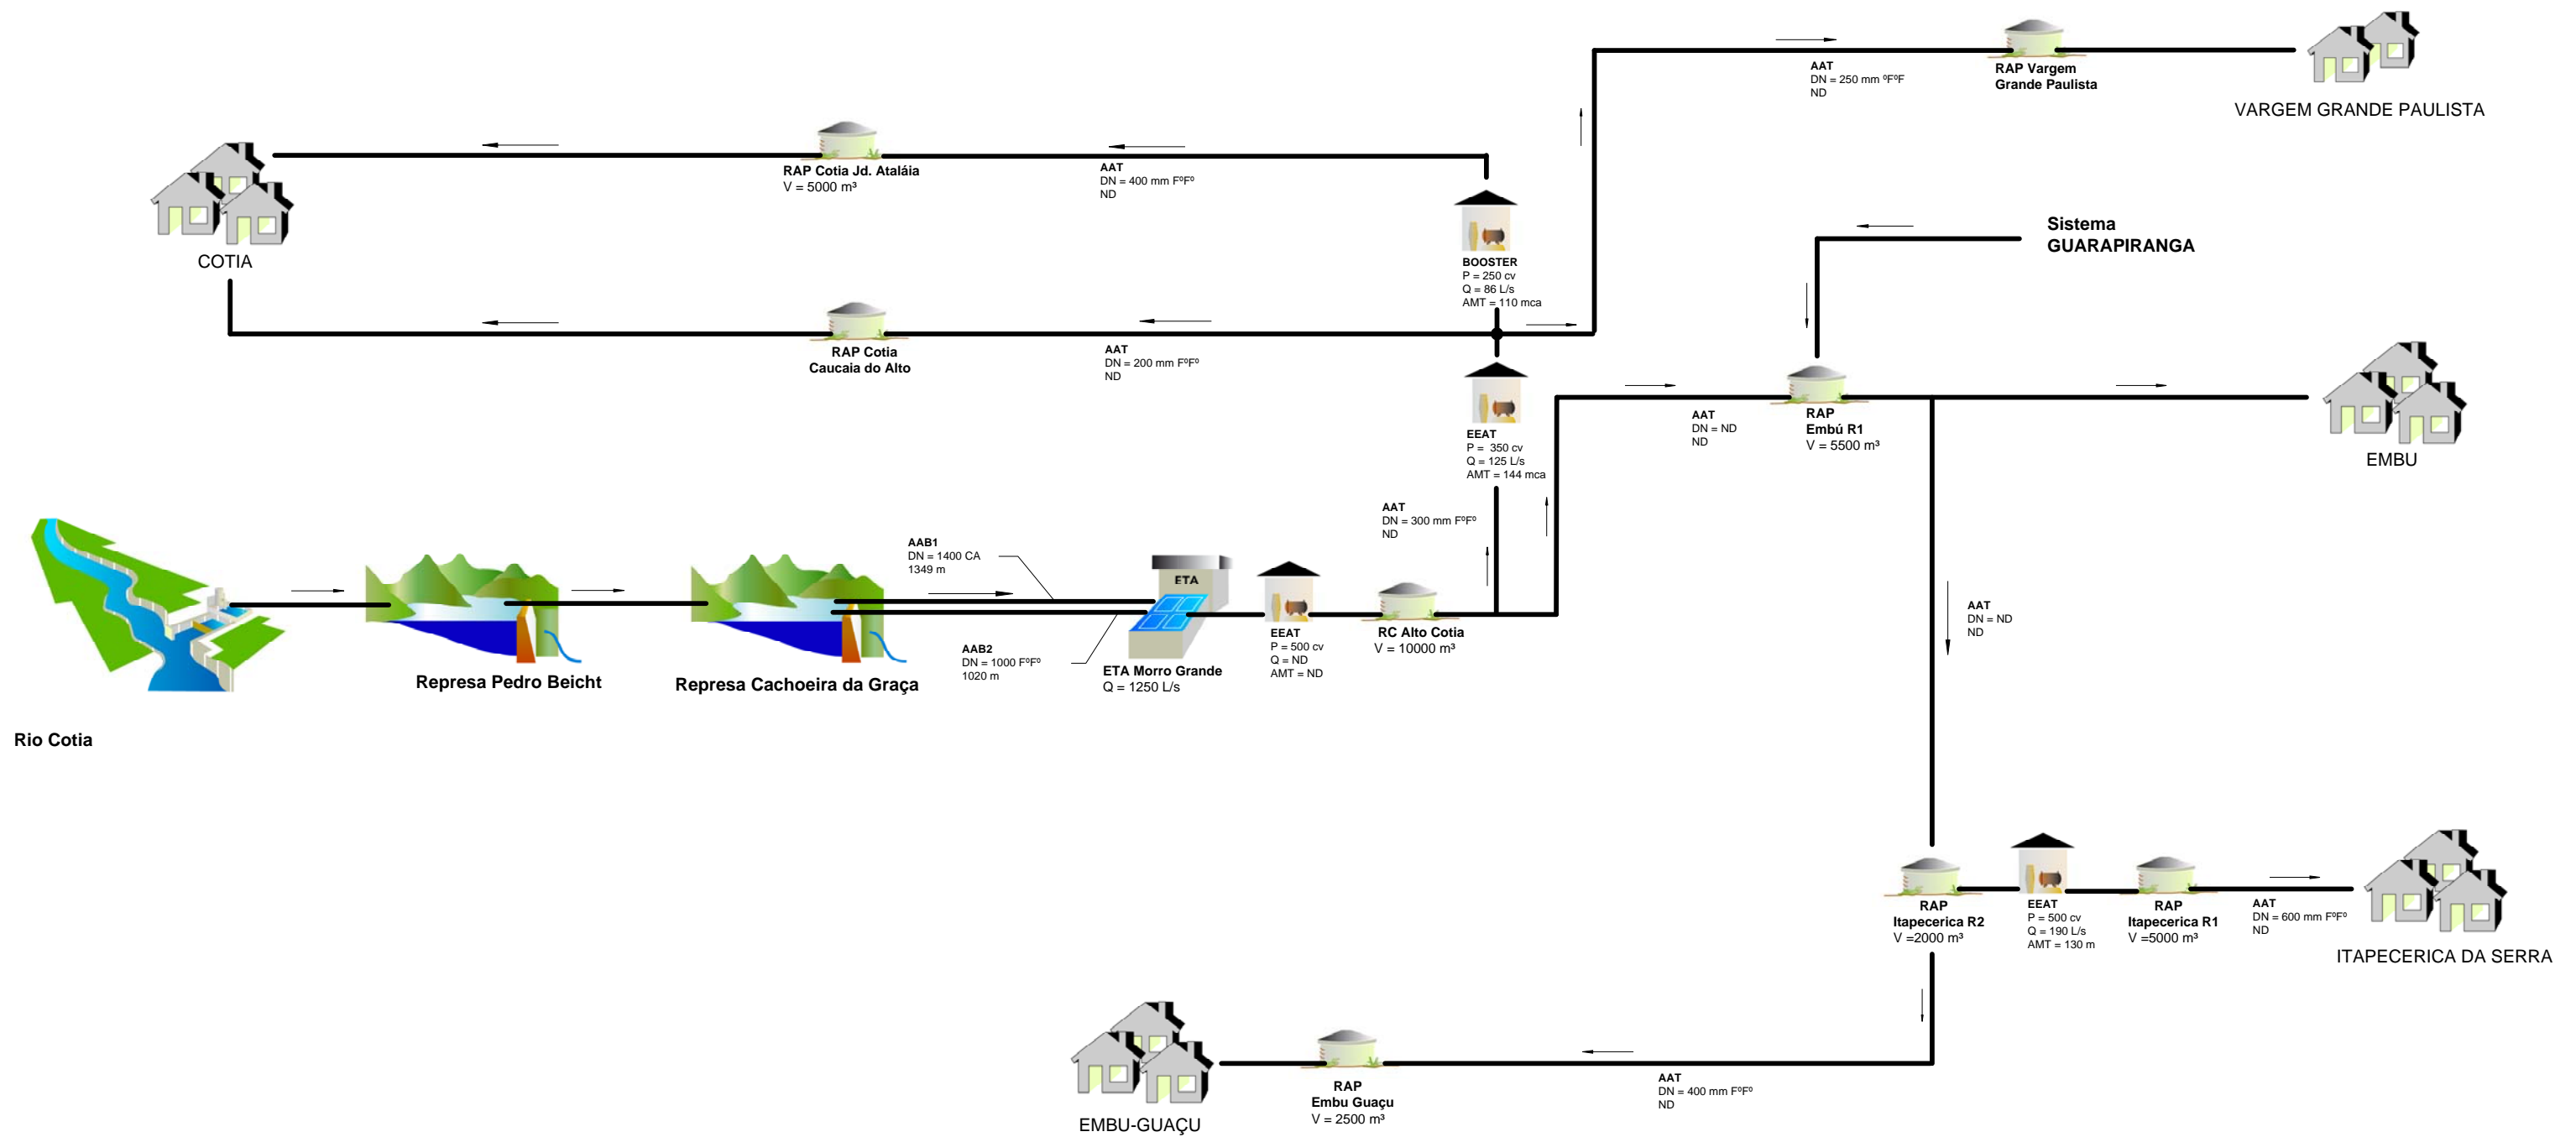 AAT
DN = 250 mm ºFºF
ND
RAP Vargem
Grande Paulista
VARGEM GRANDE PAULISTA
RAP Cotia Jd. Ataláia
V = 5000 m³
AAT
DN = 400 mm FºFº
ND
COTIA
BOOSTER
P = 250 cv
Q = 86 L/s
AMT = 110 mca
Sistema
GUARAPIRANGA
RAP Cotia
Caucaia do Alto
AAT
DN = 200 mm FºFº
ND
EEAT
P =  350 cv
Q = 125 L/s
AMT = 144 mca
AAT
DN = ND
ND
RAP
Embú R1
V = 5500 m³
EMBU
AAT
DN = 300 mm FºFº
ND
AAB1
DN = 1400 CA
1349 m
AAB2
DN = 1000 FºFº
1020 m
ETA
ETA Morro Grande
Q = 1250 L/s
EEAT
P = 500 cv
Q = ND
AMT = ND
RC Alto Cotia
V = 10000 m³
AAT
DN = ND
ND
Represa Pedro Beicht
Represa Cachoeira da Graça
Rio Cotia
RAP
Itapecerica R2
V =2000 m³
EEAT
P = 500 cv
Q = 190 L/s
AMT = 130 m
RAP
Itapecerica R1
V =5000 m³
AAT
DN = 600 mm FºFº
ND
ITAPECERICA DA SERRA
EMBU-GUAÇU
RAP
Embu Guaçu
V = 2500 m³
AAT
DN = 400 mm FºFº
ND